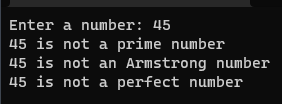 Enter a number: 45
45 is not a prime number
45 is not an Armstrong number
45 is not a perfect number